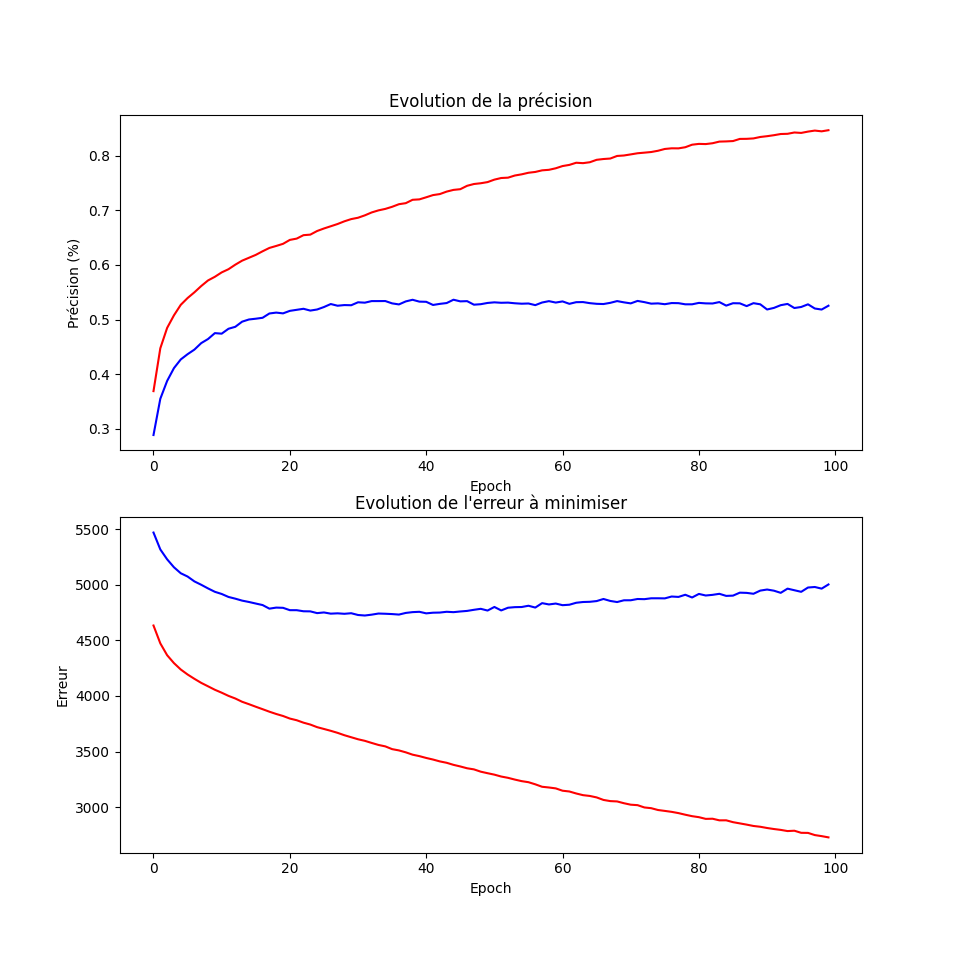 Evolution de la précision
Précision (%)
0.8
0.7
0.6
0.5
0.4
0.3
0 20 40 60 80 100
Epoch
Evolution de l'erreur à minimiser
Erreur
5500
5000
4500
4000
3500
3000
0 20 40 60 80 100
Epoch